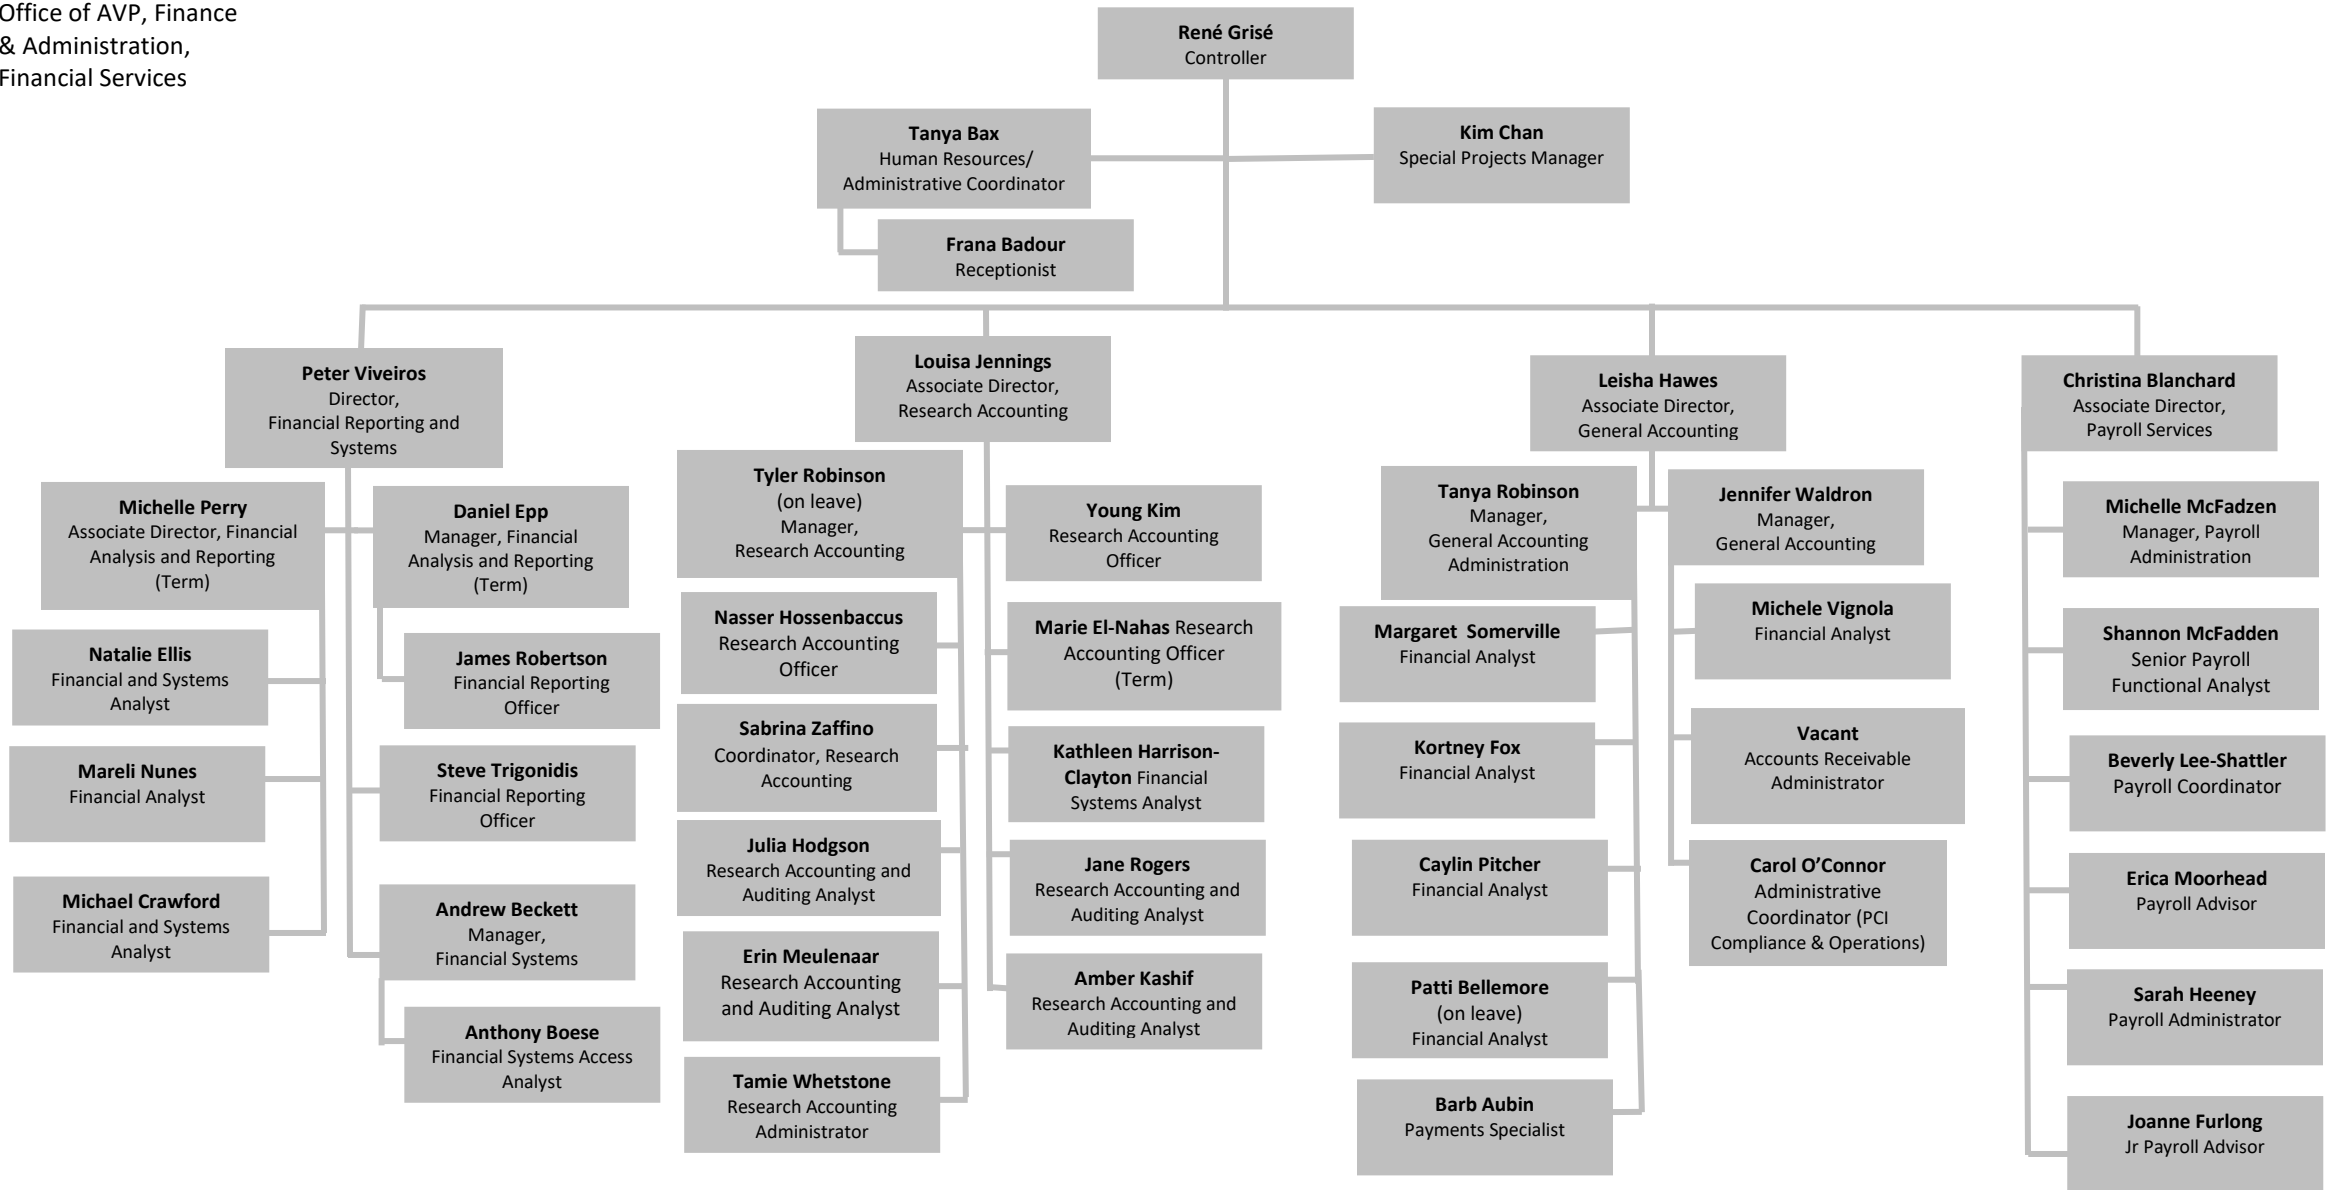 Office of AVP, Finance
& Administration,
Financial Services
René Grisé
Controller
Tanya Bax
Human Resources/
Administrative Coordinator
Kim Chan
Special Projects Manager
Frana Badour
Receptionist
Peter Viveiros
Director,
Financial Reporting and
Systems
Michelle Perry
Associate Director, Financial
Analysis and Reporting
(Term)
Natalie Ellis
Financial and Systems
Analyst
Mareli Nunes
Financial Analyst
Michael Crawford
Financial and Systems
Analyst
Daniel Epp
Manager, Financial
Analysis and Reporting
(Term)
James Robertson
Financial Reporting
Officer
Steve Trigonidis
Financial Reporting
Officer
Andrew Beckett
Manager,
Financial Systems
Anthony Boese
Financial Systems Access
Analyst
Louisa Jennings
Associate Director,
Research Accounting
Tyler Robinson
(on leave)
Manager,
Research Accounting
Nasser Hossenbaccus
Research Accounting
Officer
Sabrina Zaffino
Coordinator, Research
Accounting
Julia Hodgson
Research Accounting and
Auditing Analyst
Erin Meulenaar
Research Accounting
and Auditing Analyst
Tamie Whetstone
Research Accounting
Administrator
Young Kim
Research Accounting
Officer
Marie El-Nahas Research
Accounting Officer
(Term)
Kathleen Harrison-
Clayton Financial
Systems Analyst
Jane Rogers
Research Accounting and
Auditing Analyst
Amber Kashif
Research Accounting and
Auditing Analyst
Leisha Hawes
Associate Director,
General Accounting
Tanya Robinson
Manager,
General Accounting
Administration
Margaret  Somerville
Financial Analyst
Kortney Fox
Financial Analyst
Caylin Pitcher
Financial Analyst
Patti Bellemore
(on leave)
Financial Analyst
Barb Aubin
Payments Specialist
Jennifer Waldron
Manager,
General Accounting
Michele Vignola
Financial Analyst
Vacant
Accounts Receivable
Administrator
Carol O’Connor
Administrative
Coordinator (PCI
Compliance & Operations)
Christina Blanchard
Associate Director,
Payroll Services
Michelle McFadzen
Manager, Payroll
Administration
Shannon McFadden
Senior Payroll
Functional Analyst
Beverly Lee-Shattler
Payroll Coordinator
Erica Moorhead
Payroll Advisor
Sarah Heeney
Payroll Administrator
Joanne Furlong
Jr Payroll Advisor